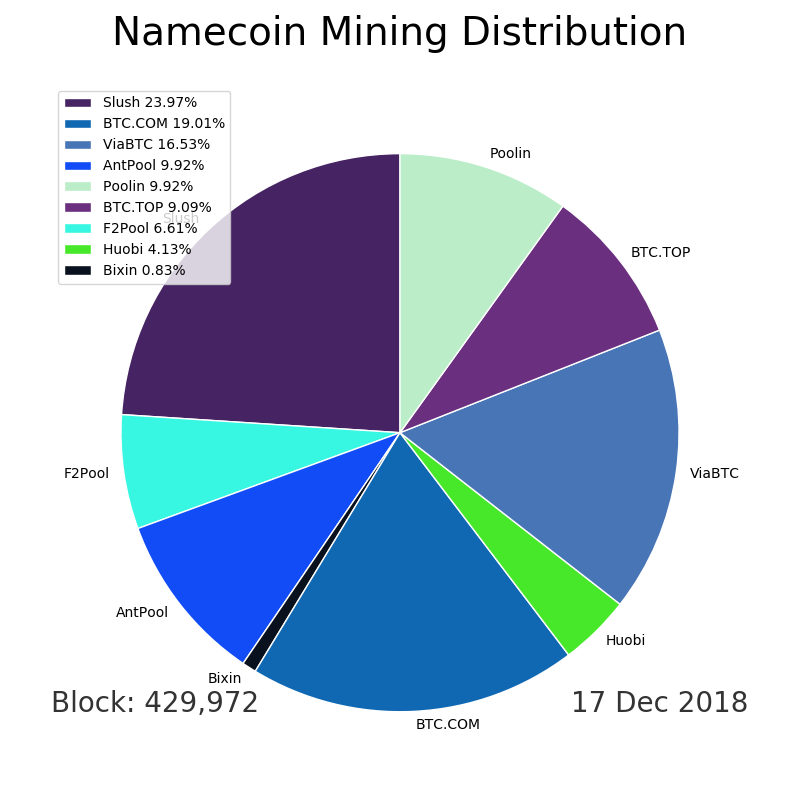 Namecoin Mining Distribution
Slush 23.97%
BTC.COM 19.01%
ViaBTC 16.53%
AntPool 9.92%
Poolin 9.92%
BTC.TOP 9.09%
F2Pool 6.61%
Huobi 4.13%
Bixin 0.83%
Slush
Poolin
BTC.TOP
F2Pool
ViaBTC
AntPool
Huobi
Bixin
BTC.COM
Block: 429,972
17 Dec 2018